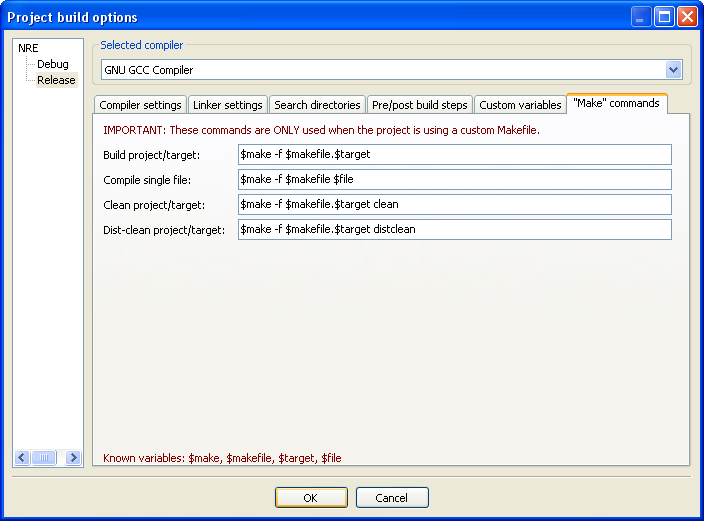 Project build options
NRE
Debug
Release
Selected compiler
GNU GCC Compiler
Compiler settings
Linker settings
Search directories
Pre/post build steps
Custom variables
"Make" commands
IMPORTANT: These commands are ONLY used when the project is using a custom Makefile.
Build project/target: $make -f $makefile.$target
Compile single file: $make -f $makefile $file
Clean project/target: $make -f $makefile.$target clean
Dist-clean project/target: $make -f $makefile.$target distclean
Known variables: $make, $makefile, $target, $file
OK
Cancel